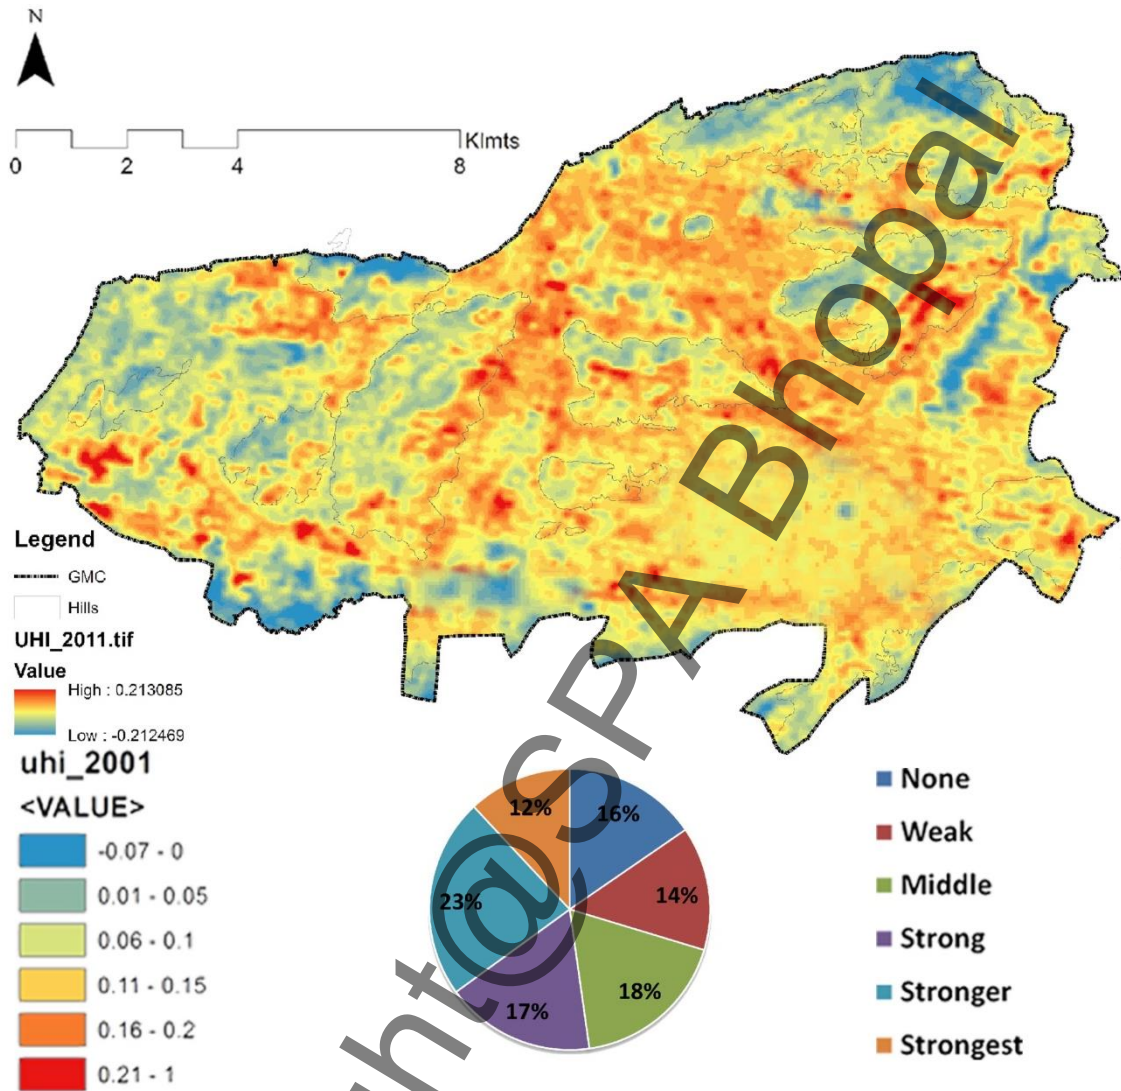 N
0 2 4 8 Klmts
Legend
GMC
Hills
UHI_2011.tif
Value
High : 0.213085
Low : -0.212469
uhi_2001
<VALUE>
-0.07 - 0
0.01 - 0.05
0.06 - 0.1
0.11 - 0.15
0.16 - 0.2
0.21 - 1
12%
16%
23%
14%
17%
18%
None
Weak
Middle
Strong
Stronger
Strongest
ght@SPA Bhopal